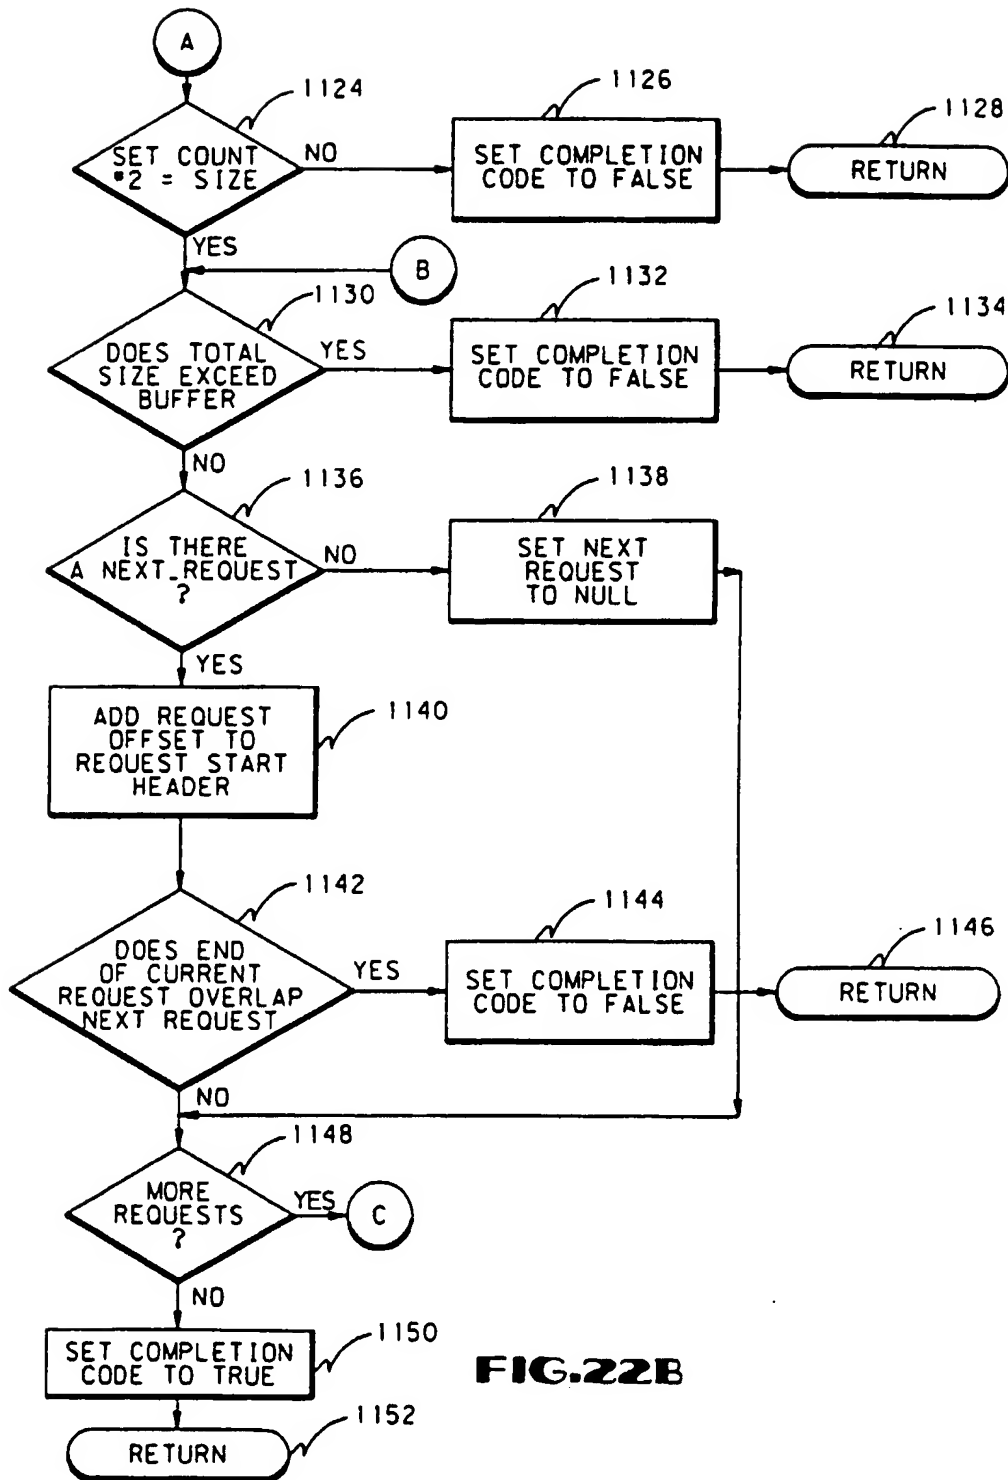 A
1124
SET COUNT
#2 = SIZE
NO
1126
SET COMPLETION
CODE TO FALSE
1128
RETURN
YES
B
1130
DOES TOTAL
SIZE EXCEED
BUFFER
YES
1132
SET COMPLETION
CODE TO FALSE
1134
RETURN
NO
1136
IS THERE
A NEXT_REQUEST
?
NO
1138
SET NEXT
REQUEST
TO NULL
YES
1140
ADD REQUEST
OFFSET TO
REQUEST START
HEADER
1142
DOES END
OF CURRENT
REQUEST OVERLAP
NEXT REQUEST
YES
1144
SET COMPLETION
CODE TO FALSE
1146
RETURN
NO
1148
MORE
REQUESTS
?
YES
C
NO
1150
SET COMPLETION
CODE TO TRUE
1152
RETURN
FIG.22B